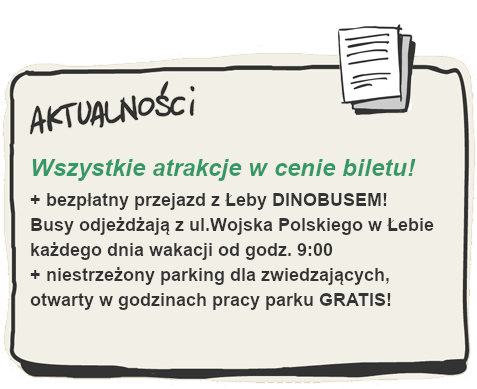 AKTUALNOŚCi
Wszystkie atrakcje w cenie biletu!
+ bezpłatny przejazd z Łeby DINOBUSEM!
Busy odjeżdżają z ul.Wojska Polskiego w Łebie
każdego dnia wakacji od godz. 9:00
+ niestrzeżony parking dla zwiedzających,
otwarty w godzinach pracy parku GRATIS!